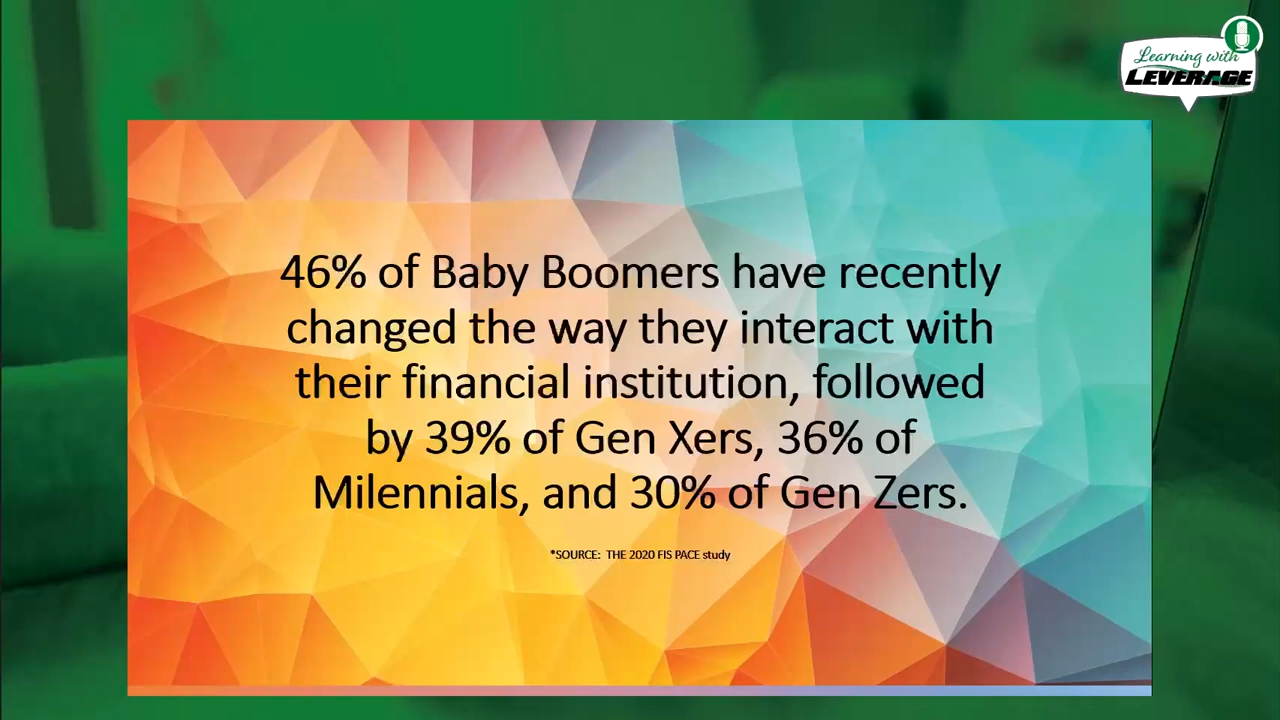 Learning with
LEVERAGE
46% of Baby Boomers have recently
changed the way they interact with
their financial institution, followed
by 39% of Gen Xers, 36% of
Milennials, and 30% of Gen Zers.
*SOURCE: THE 2020 FIS PACE study